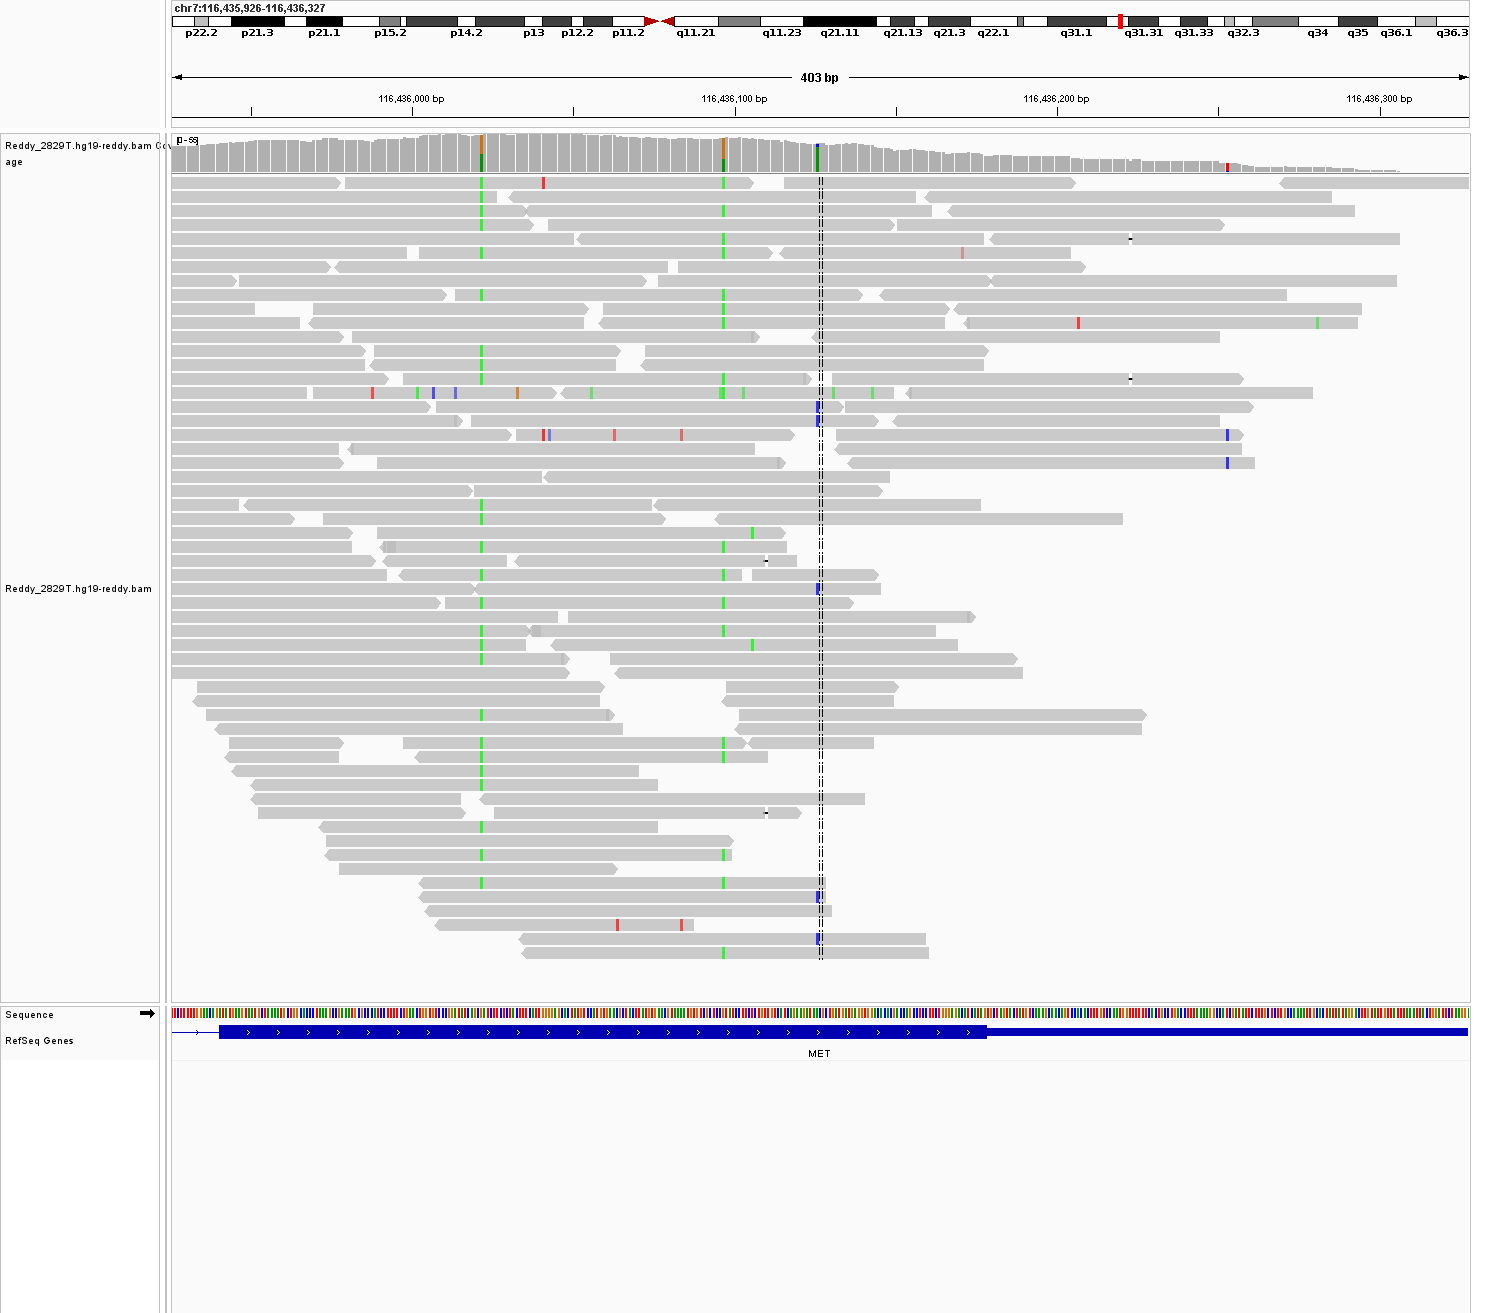 chr7:116,435,926-116,436,327
p22.2 p21.3 p21.1 p15.2 p14.2 p13 p12.2 p11.2 q11.21 q11.23 q21.11 q21.13 q21.3 q22.1 q31.1 q31.31 q31.33 q32.3 q34 q35 q36.1 q36.3
403 bp
116,436,000 bp 116,436,100 bp 116,436,200 bp 116,436,300 bp
Reddy_2829T.hg19-reddy.bam Cov
age
Reddy_2829T.hg19-reddy.bam
Sequence
RefSeq Genes
MET